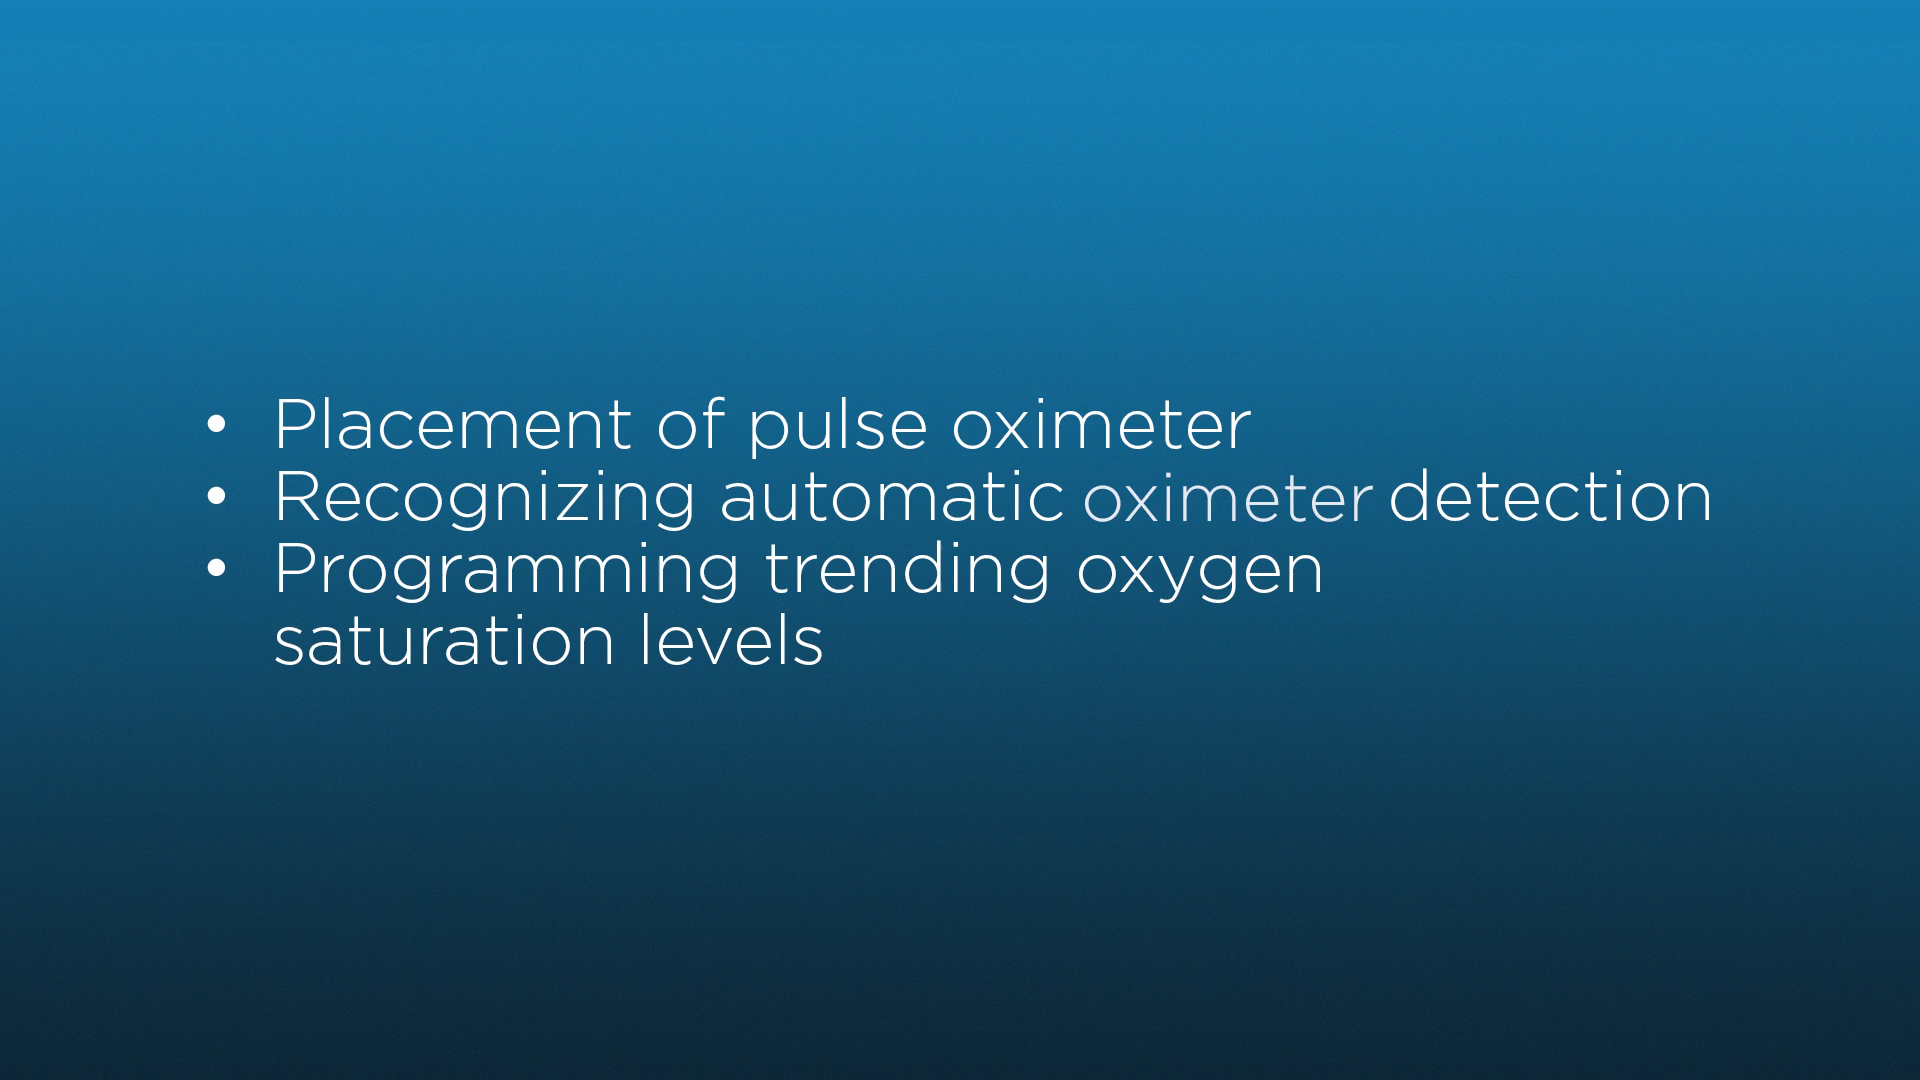 • Placement of pulse oximeter
• Recognizing automatic oximeter detection
• Programming trending oxygen
saturation levels